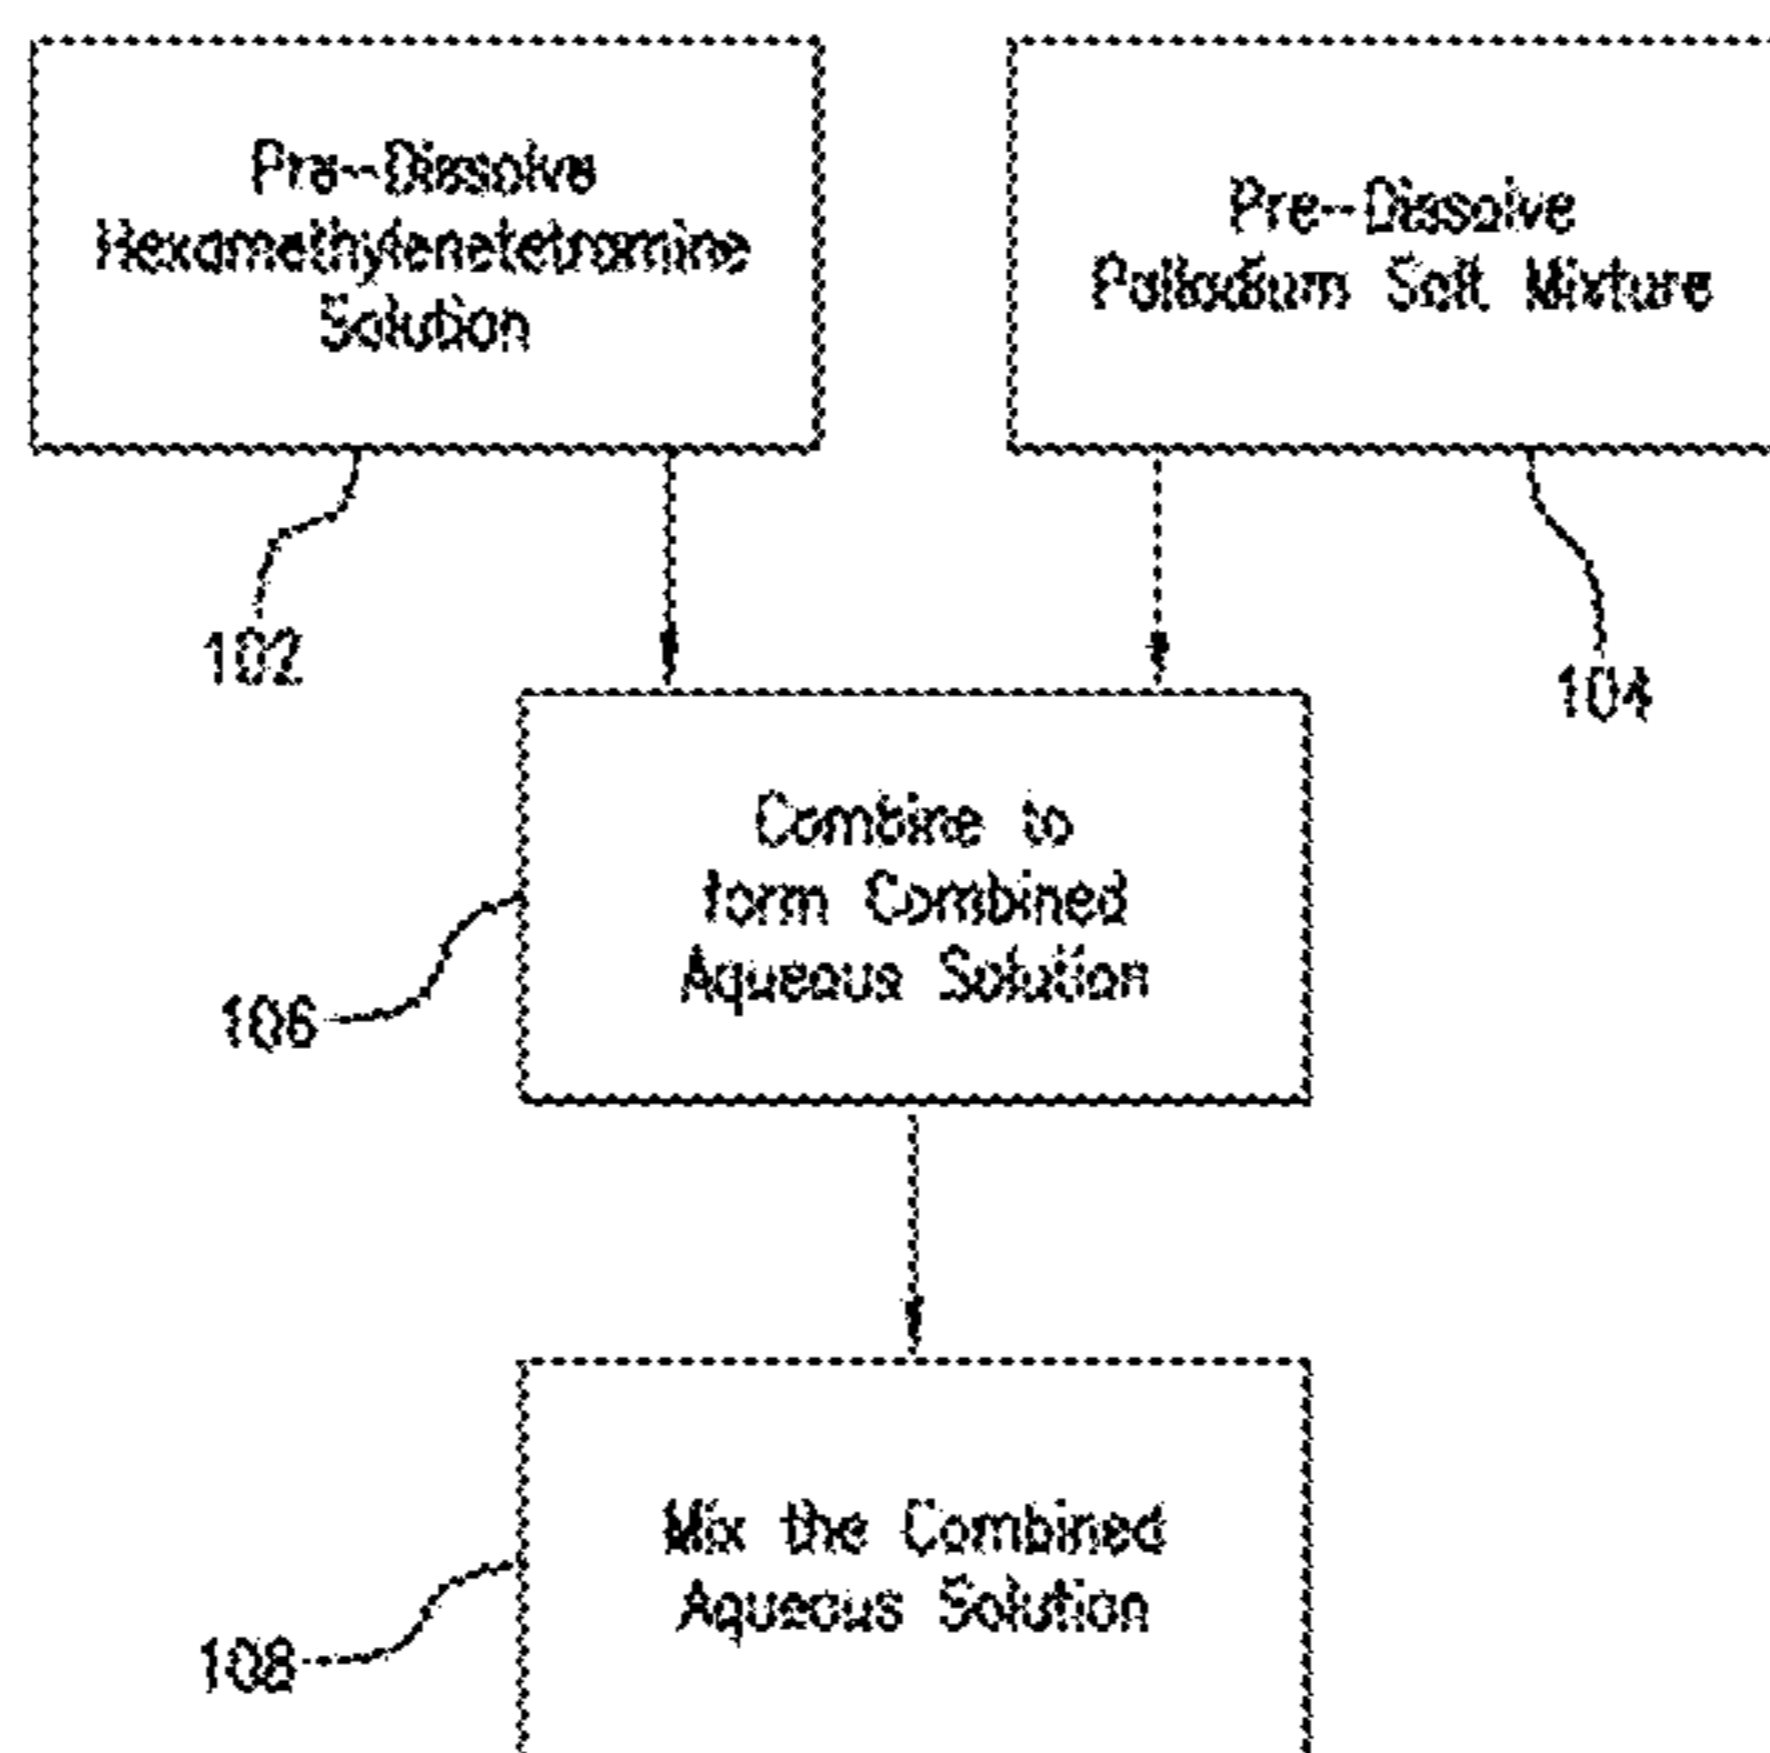 Pre-Dissolve
Hexamethylenetetramine
Solution
Pre-Dissolve
Palladium Salt Mixture
102
104
Combine to
form Combined
Aqueous Solution
106
Mix the Combined
Aqueous Solution
108